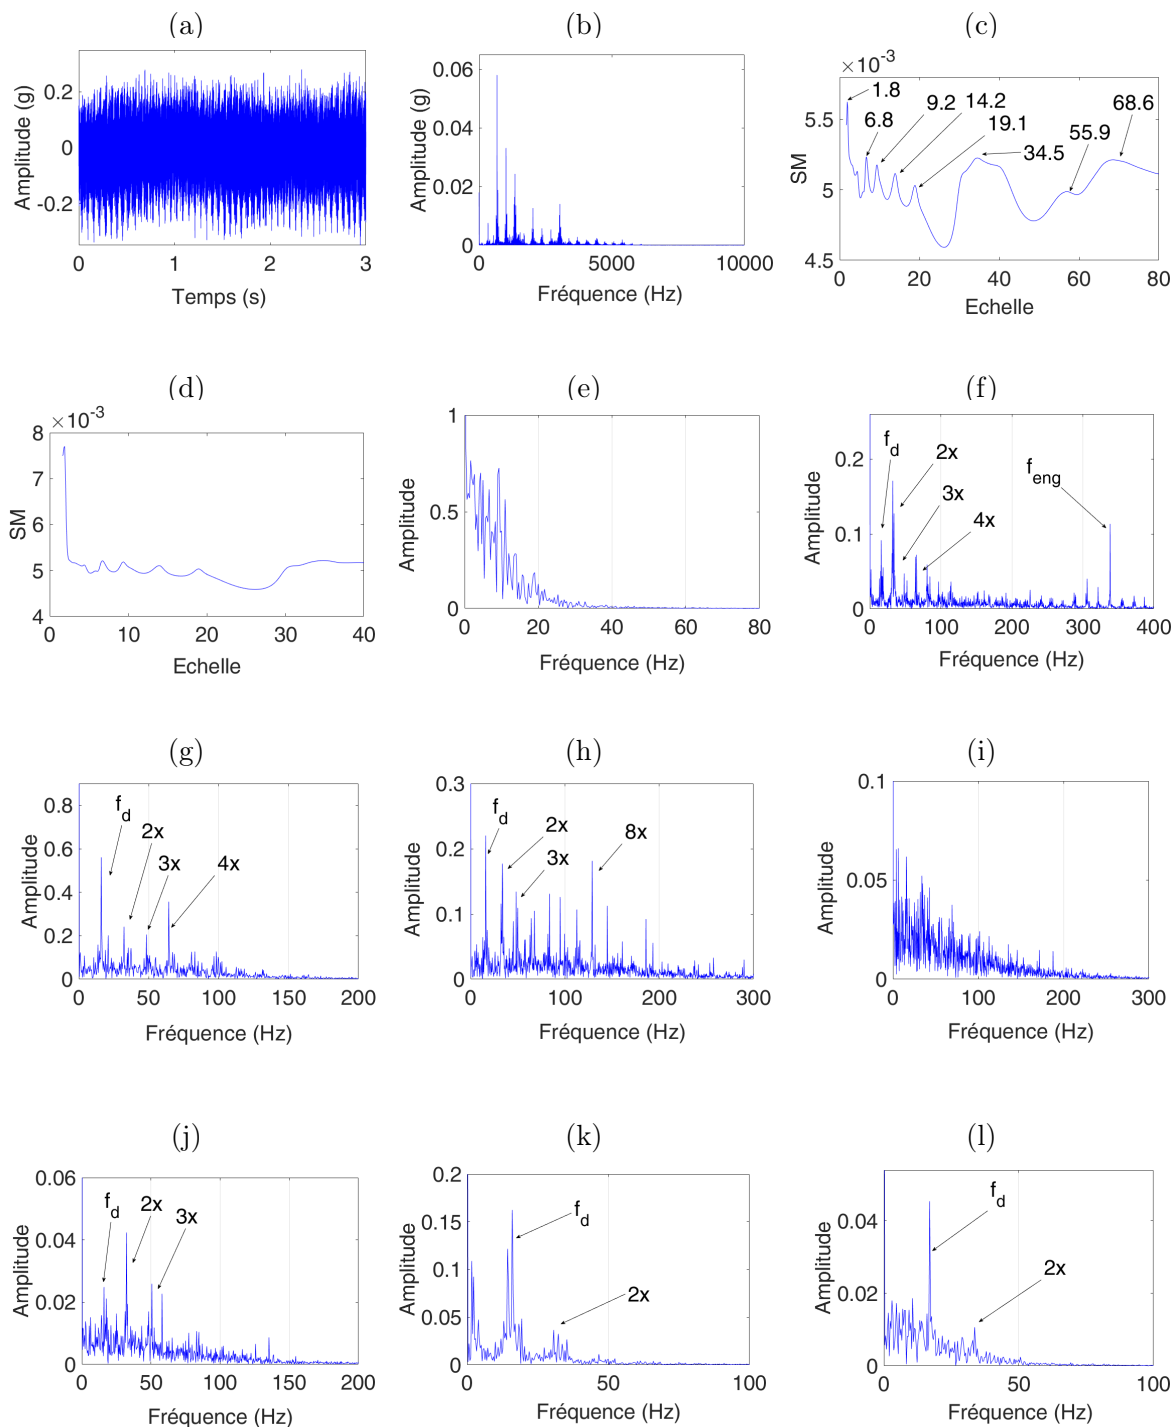 (a)
Amplitude (g)
0.2
0
-0.2
0 1 2 3
Temps (s)
(b)
Amplitude (g)
0.06
0.04
0.02
0
0 5000 10000
Fréquence (Hz)
(c)
×10⁻³
SM
5.5
5
4.5
1.8
6.8
9.2
14.2
19.1
34.5
55.9
68.6
0 20 40 60 80
Echelle
(d)
×10⁻³
SM
8
7
6
5
4
0 10 20 30 40
Echelle
(e)
Amplitude
1
0.5
0
0 20 40 60 80
Fréquence (Hz)
(f)
Amplitude
0.2
0.1
0
f_d
2x
3x
4x
f_eng
0 100 200 300 400
Fréquence (Hz)
(g)
Amplitude
0.8
0.6
0.4
0.2
0
f_d
2x
3x
4x
0 50 100 150 200
Fréquence (Hz)
(h)
Amplitude
0.3
0.2
0.1
0
f_d
2x
3x
8x
0 100 200 300
Fréquence (Hz)
(i)
Amplitude
0.1
0.05
0
0 100 200 300
Fréquence (Hz)
(j)
Amplitude
0.06
0.04
0.02
0
f_d
2x
3x
0 50 100 150 200
Fréquence (Hz)
(k)
Amplitude
0.2
0.15
0.1
0.05
0
f_d
2x
0 50 100
Fréquence (Hz)
(l)
Amplitude
0.04
0.02
0
f_d
2x
0 50 100
Fréquence (Hz)